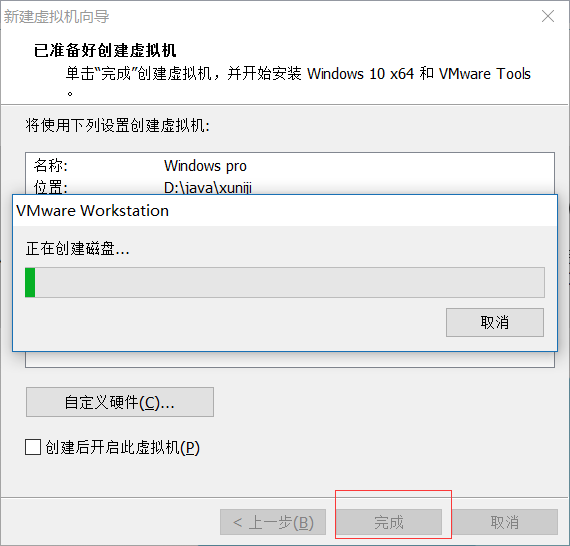 新建虚拟机向导
已准备好创建虚拟机
单击“完成”创建虚拟机，并开始安装 Windows 10 x64 和 VMware Tools
。
将使用下列设置创建虚拟机:
名称: Windows pro
位置: D:\java\xuniji
VMware Workstation
正在创建磁盘...
取消
自定义硬件(C)...
创建后开启此虚拟机(P)
< 上一步(B) 完成 取消